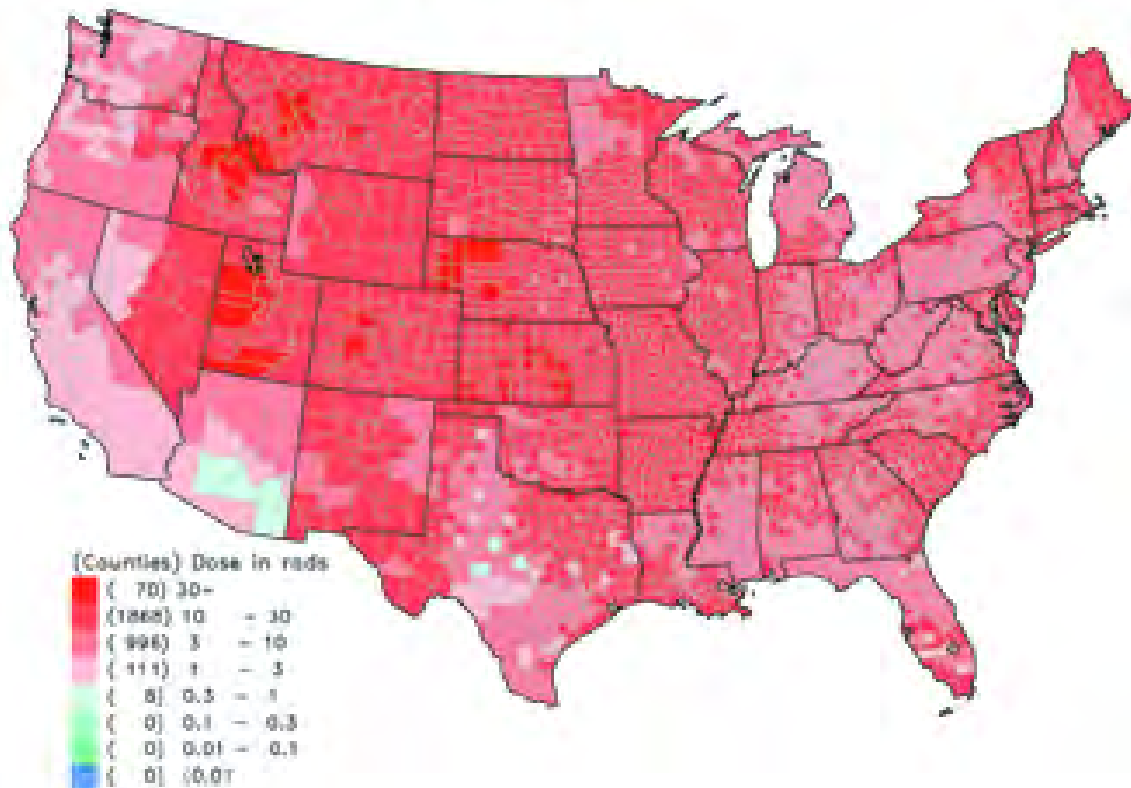 (Counties) Dose in rads
( 70) 30-
(1868) 10 - 30
( 996) 3 - 10
( 111) 1 - 3
( 8) 0.3 - 1
( 0) 0.1 - 0.3
( 0) 0.01 - 0.1
( 0) <0.01